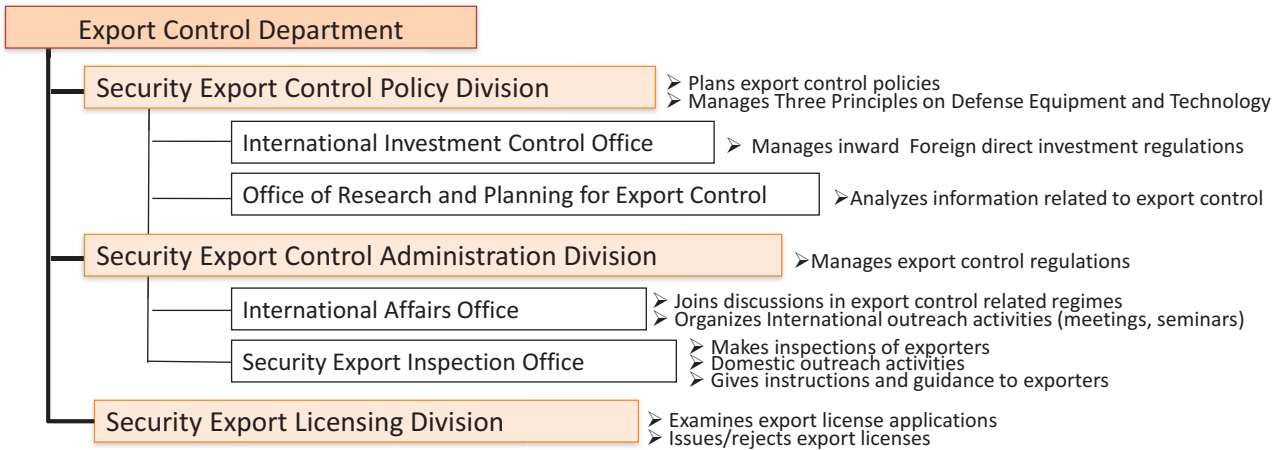 Export Control Department
Security Export Control Policy Division
➢ Plans export control policies
➢ Manages Three Principles on Defense Equipment and Technology
International Investment Control Office
➢ Manages inward Foreign direct investment regulations
Office of Research and Planning for Export Control
➢Analyzes information related to export control
Security Export Control Administration Division
➢Manages export control regulations
International Affairs Office
➢ Joins discussions in export control related regimes
➢ Organizes International outreach activities (meetings, seminars)
Security Export Inspection Office
➢ Makes inspections of exporters
➢ Domestic outreach activities
➢ Gives instructions and guidance to exporters
Security Export Licensing Division
➢ Examines export license applications
➢ Issues/rejects export licenses